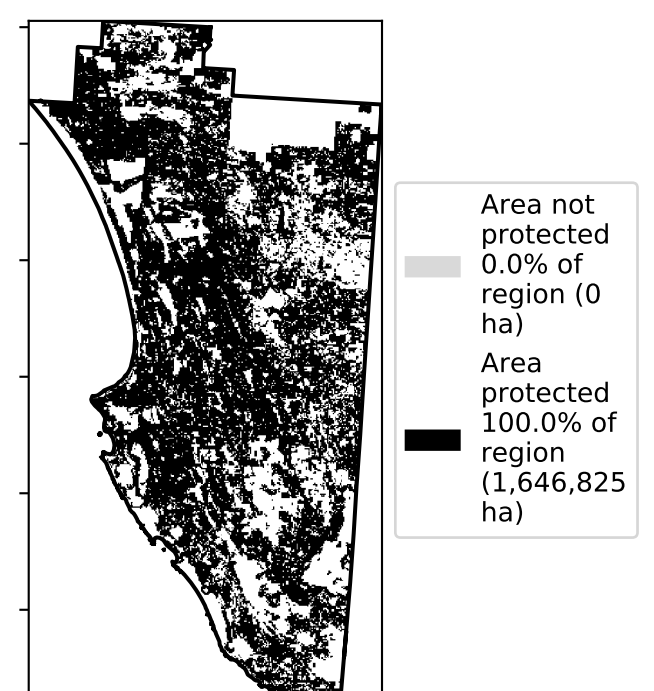 Area not
protected
0.0% of
region (0
ha)
Area
protected
100.0% of
region
(1,646,825
ha)